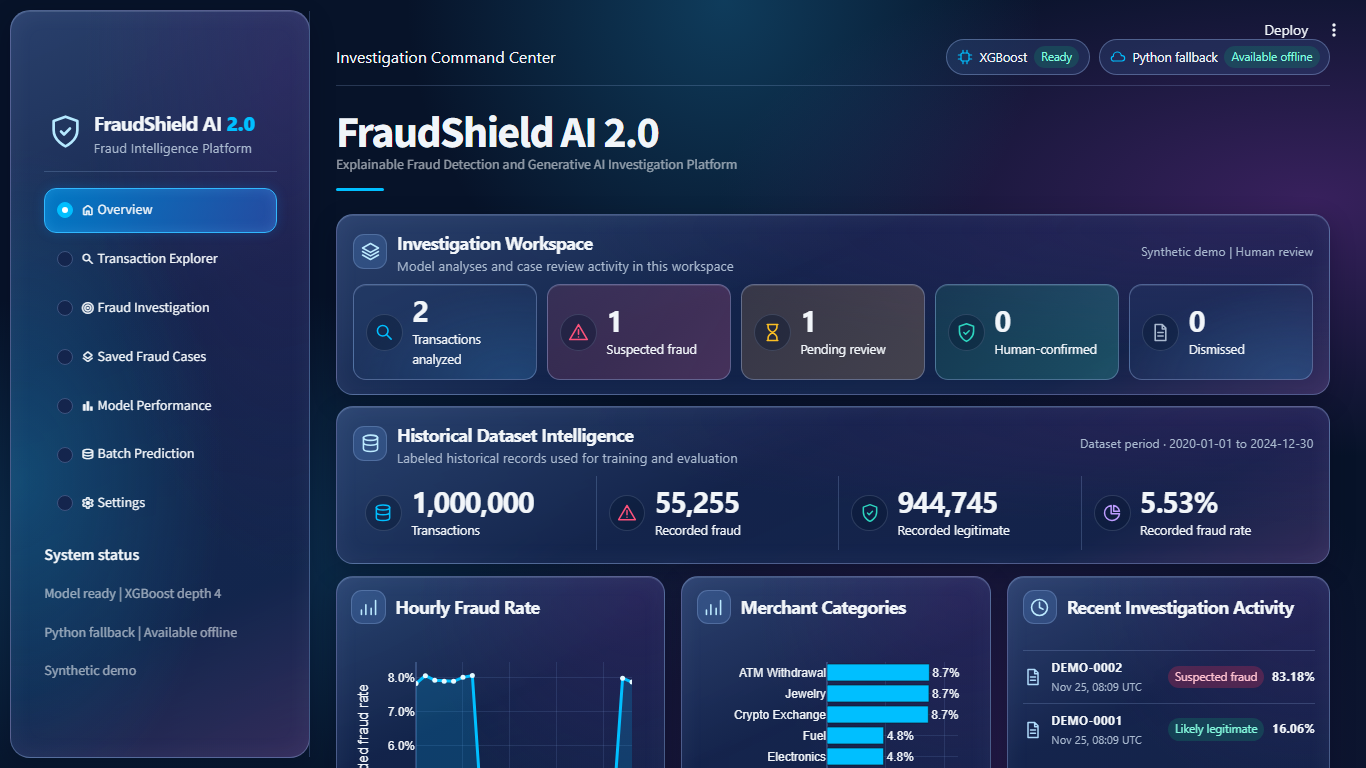 Deploy
Investigation Command Center
XGBoost Ready
Python fallback Available offline
FraudShield AI 2.0
Fraud Intelligence Platform
Overview
Transaction Explorer
Fraud Investigation
Saved Fraud Cases
Model Performance
Batch Prediction
Settings
System status
Model ready | XGBoost depth 4
Python fallback | Available offline
Synthetic demo
FraudShield AI 2.0
Explainable Fraud Detection and Generative AI Investigation Platform
Investigation Workspace
Model analyses and case review activity in this workspace
Synthetic demo | Human review
2
Transactions
analyzed
1
Suspected fraud
1
Pending review
0
Human-confirmed
0
Dismissed
Historical Dataset Intelligence
Labeled historical records used for training and evaluation
Dataset period · 2020-01-01 to 2024-12-30
1,000,000
Transactions
55,255
Recorded fraud
944,745
Recorded legitimate
5.53%
Recorded fraud rate
Hourly Fraud Rate
8.0%
7.0%
6.0%
fraud rate
Merchant Categories
ATM Withdrawal 8.7%
Jewelry 8.7%
Crypto Exchange 8.7%
Fuel 4.8%
Electronics 4.8%
Recent Investigation Activity
DEMO-0002
Nov 25, 08:09 UTC
Suspected fraud 83.18%
DEMO-0001
Nov 25, 08:09 UTC
Likely legitimate 16.06%